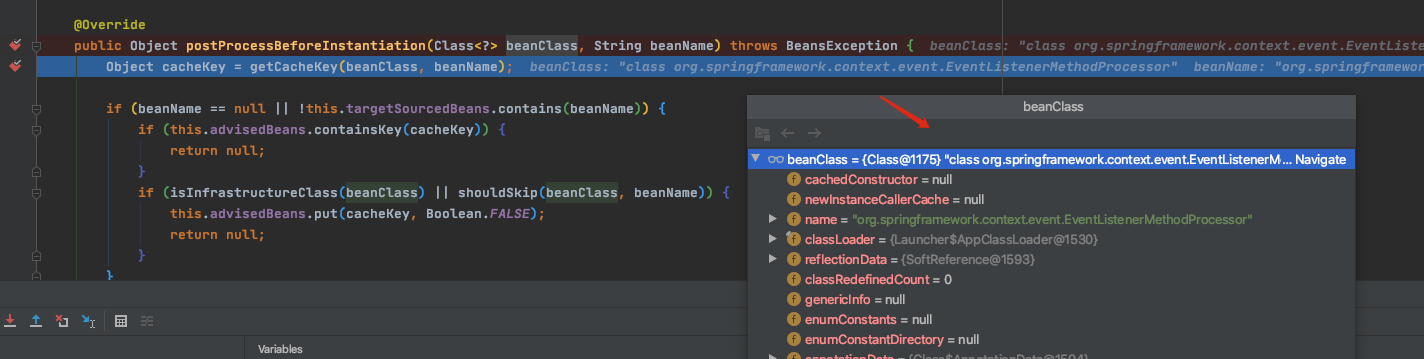 @Override
public Object postProcessBeforeInstantiation(Class<?> beanClass, String beanName) throws BeansException { beanClass: "class org.springframework.context.event.EventListe
Object cacheKey = getCacheKey(beanClass, beanName); beanClass: "class org.springframework.context.event.EventListenerMethodProcessor" beanName: "org.springframewor
if (beanName == null || !this.targetSourcedBeans.contains(beanName)) {
if (this.advisedBeans.containsKey(cacheKey)) {
return null;
}
if (isInfrastructureClass(beanClass) || shouldSkip(beanClass, beanName)) {
this.advisedBeans.put(cacheKey, Boolean.FALSE);
return null;
}
}
beanClass
beanClass = {Class@1175} "class org.springframework.context.event.EventListenerM ... Navigate
cachedConstructor = null
newInstanceCallerCache = null
name = "org.springframework.context.event.EventListenerMethodProcessor"
classLoader = {Launcher$AppClassLoader@1530}
reflectionData = {SoftReference@1593}
classRedefinedCount = 0
genericInfo = null
enumConstants = null
enumConstantDirectory = null
annotationData = {Class$AnnotationData@1594}
Variables